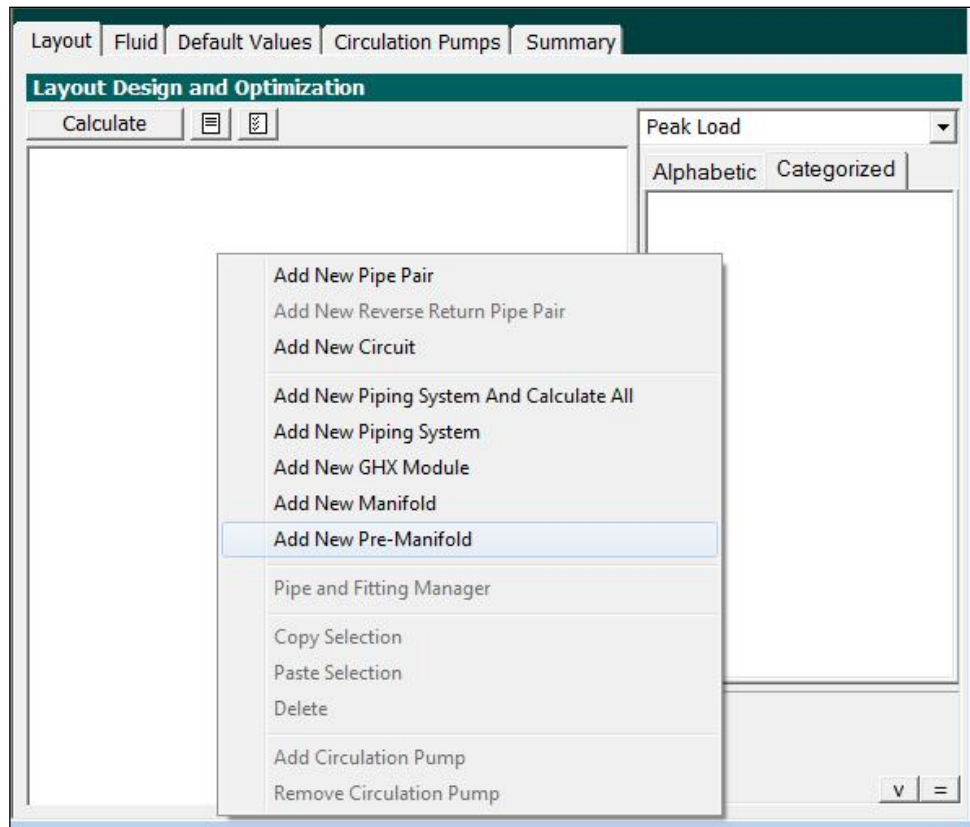 Layout Fluid Default Values Circulation Pumps Summary
Layout Design and Optimization
Calculate
Peak Load
Alphabetic Categorized
Add New Pipe Pair
Add New Reverse Return Pipe Pair
Add New Circuit
Add New Piping System And Calculate All
Add New Piping System
Add New GHX Module
Add New Manifold
Add New Pre-Manifold
Pipe and Fitting Manager
Copy Selection
Paste Selection
Delete
Add Circulation Pump
Remove Circulation Pump
v =